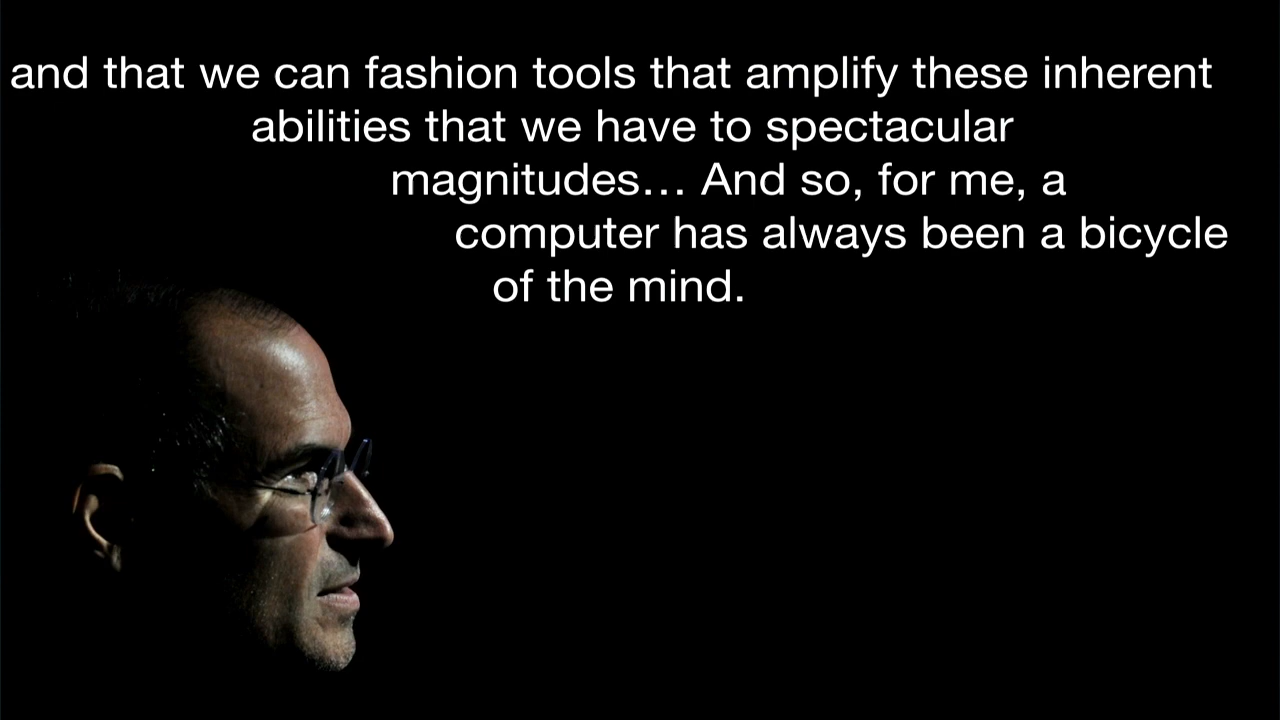 and that we can fashion tools that amplify these inherent
abilities that we have to spectacular
magnitudes… And so, for me, a
computer has always been a bicycle
of the mind.